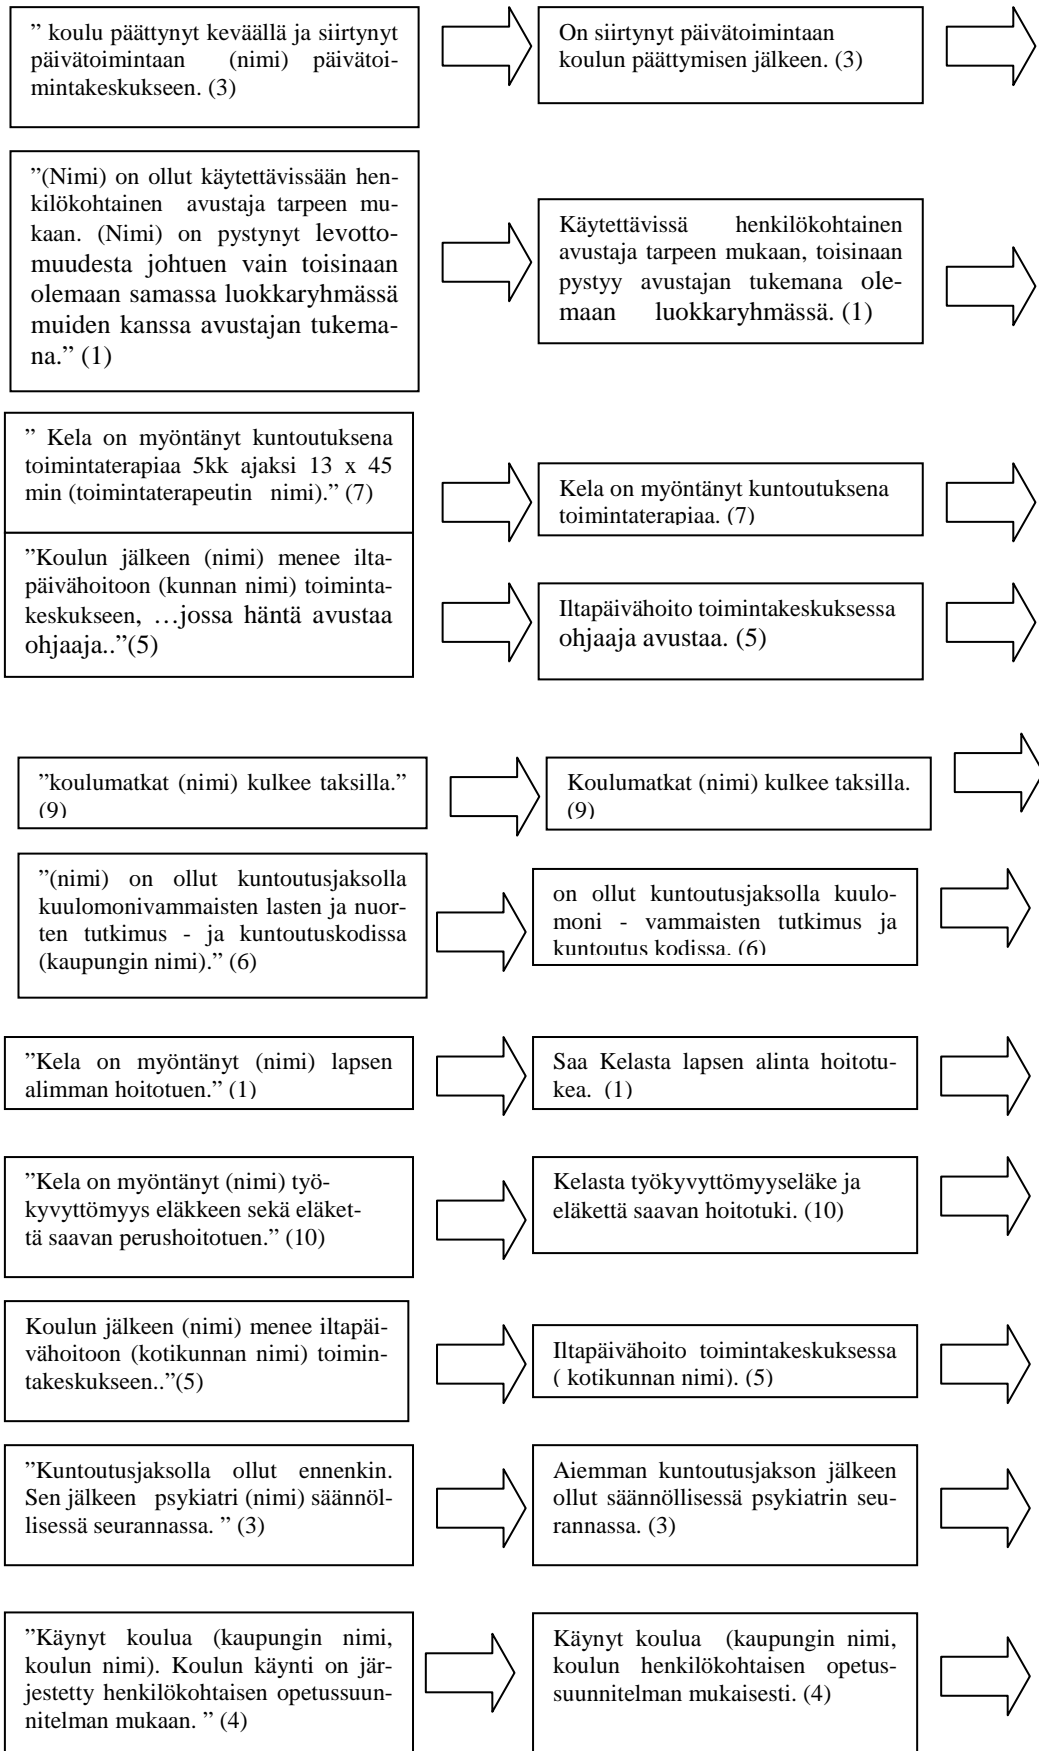 ” koulu päättynyt keväällä ja siirtynyt
päivätoimintaan (nimi) päivätoi-
mintakeskukseen. (3)
On siirtynyt päivätoimintaan
koulun päättymisen jälkeen. (3)
”(Nimi) on ollut käytettävissään hen-
kilökohtainen avustaja tarpeen mu-
kaan. (Nimi) on pystynyt levotto-
muudesta johtuen vain toisinaan
olemaan samassa luokkaryhmässä
muiden kanssa avustajan tukema-
na.” (1)
Käytettävissä henkilökohtainen
avustaja tarpeen mukaan, toisinaan
pystyy avustajan tukemana ole-
maan luokkaryhmässä. (1)
” Kela on myöntänyt kuntoutuksena
toimintaterapiaa 5kk ajaksi 13 x 45
min (toimintaterapeutin nimi).” (7)
Kela on myöntänyt kuntoutuksena
toimintaterapiaa. (7)
”Koulun jälkeen (nimi) menee ilta-
päivähoitoon (kunnan nimi) toiminta-
keskukseen, …jossa häntä avustaa
ohjaaja..”(5)
Iltapäivähoito toimintakeskuksessa
ohjaaja avustaa. (5)
”koulumatkat (nimi) kulkee taksilla.”
(9)
Koulumatkat (nimi) kulkee taksilla.
(9)
”(nimi) on ollut kuntoutusjaksolla
kuulomonivammaisten lasten ja nuor-
ten tutkimus - ja kuntoutuskodissa
(kaupungin nimi).” (6)
on ollut kuntoutusjaksolla kuulo-
moni - vammaisten tutkimus ja
kuntoutus kodissa. (6)
”Kela on myöntänyt (nimi) lapsen
alimman hoitotuen.” (1)
Saa Kelasta lapsen alinta hoitotu-
kea. (1)
”Kela on myöntänyt (nimi) työ-
kyvyttömyys eläkkeen sekä eläket-
tä saavan perushoitotuen.” (10)
Kelasta työkyvyttömyyseläke ja
eläkettä saavan hoitotuki. (10)
Koulun jälkeen (nimi) menee iltapäi-
vähoitoon (kotikunnan nimi) toimin-
takeskukseen..”(5)
Iltapäivähoito toimintakeskuksessa
( kotikunnan nimi). (5)
”Kuntoutusjaksolla ollut ennenkin.
Sen jälkeen psykiatri (nimi) säännöl-
lisessä seurannassa. ” (3)
Aiemman kuntoutusjakson jälkeen
ollut säännöllisessä psykiatrin seu-
rannassa. (3)
”Käynyt koulua (kaupungin nimi,
koulun nimi). Koulun käynti on jär-
jestetty henkilökohtaisen opetussuun-
nitelman mukaan. ” (4)
Käynyt koulua (kaupungin nimi,
koulun henkilökohtaisen opetus-
suunnitelman mukaisesti. (4)